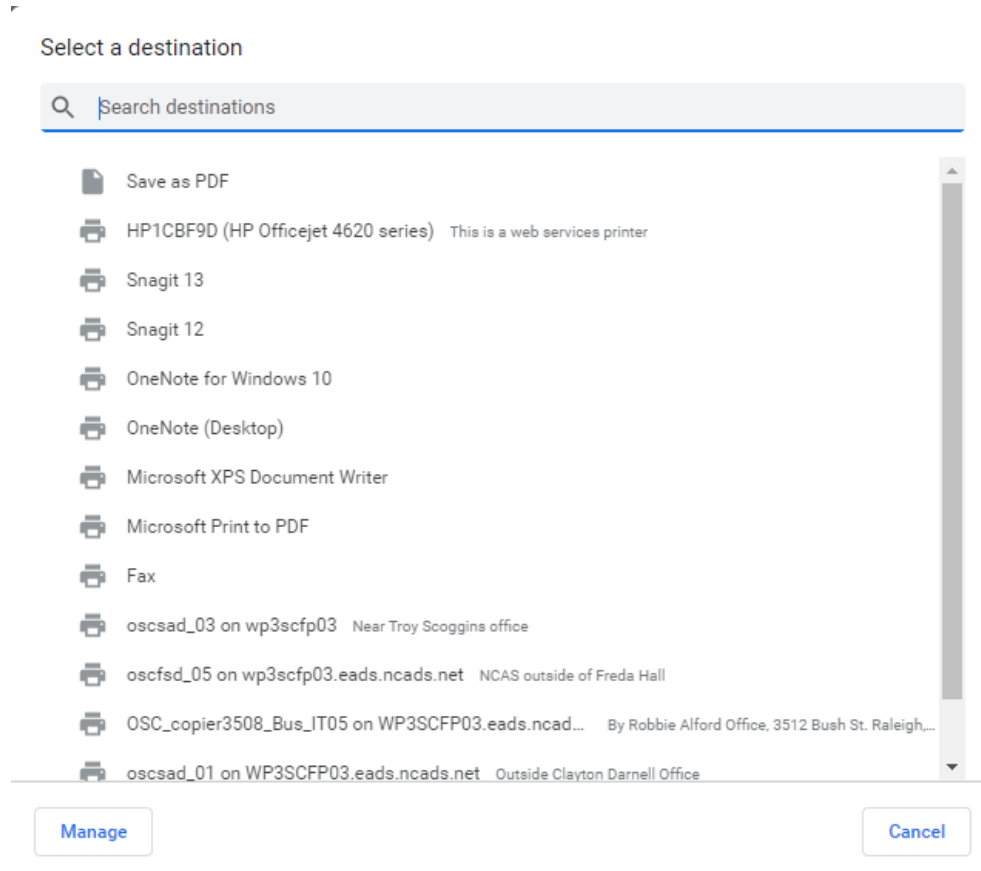 Select a destination
Search destinations
Save as PDF
HP1CBF9D (HP Officejet 4620 series) This is a web services printer
Snagit 13
Snagit 12
OneNote for Windows 10
OneNote (Desktop)
Microsoft XPS Document Writer
Microsoft Print to PDF
Fax
oscsad_03 on wp3scfp03 Near Troy Scoggins office
oscfsd_05 on wp3scfp03.eads.ncads.net NCAS outside of Freda Hall
OSC_copier3508_Bus_IT05 on WP3SCFP03.eads.ncad... By Robbie Alford Office, 3512 Bush St. Raleigh,...
oscsad_01 on WP3SCFP03.eads.ncads.net Outside Clayton Darnell Office
Manage Cancel